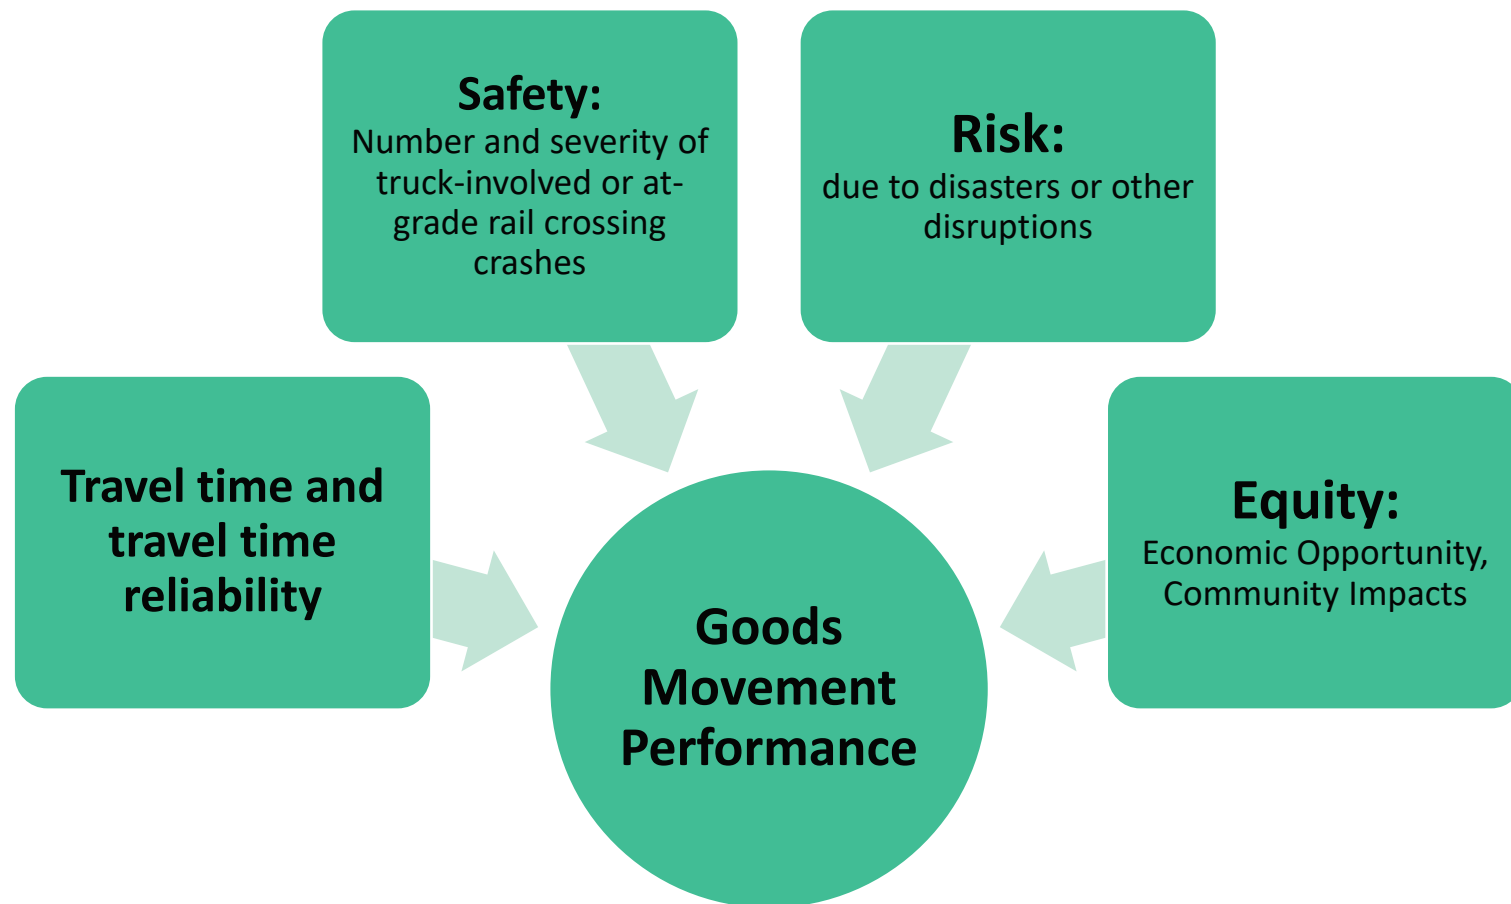 Safety:
Number and severity of
truck-involved or at-
grade rail crossing
crashes
Risk:
due to disasters or other
disruptions
Travel time and
travel time
reliability
Equity:
Economic Opportunity,
Community Impacts
Goods
Movement
Performance